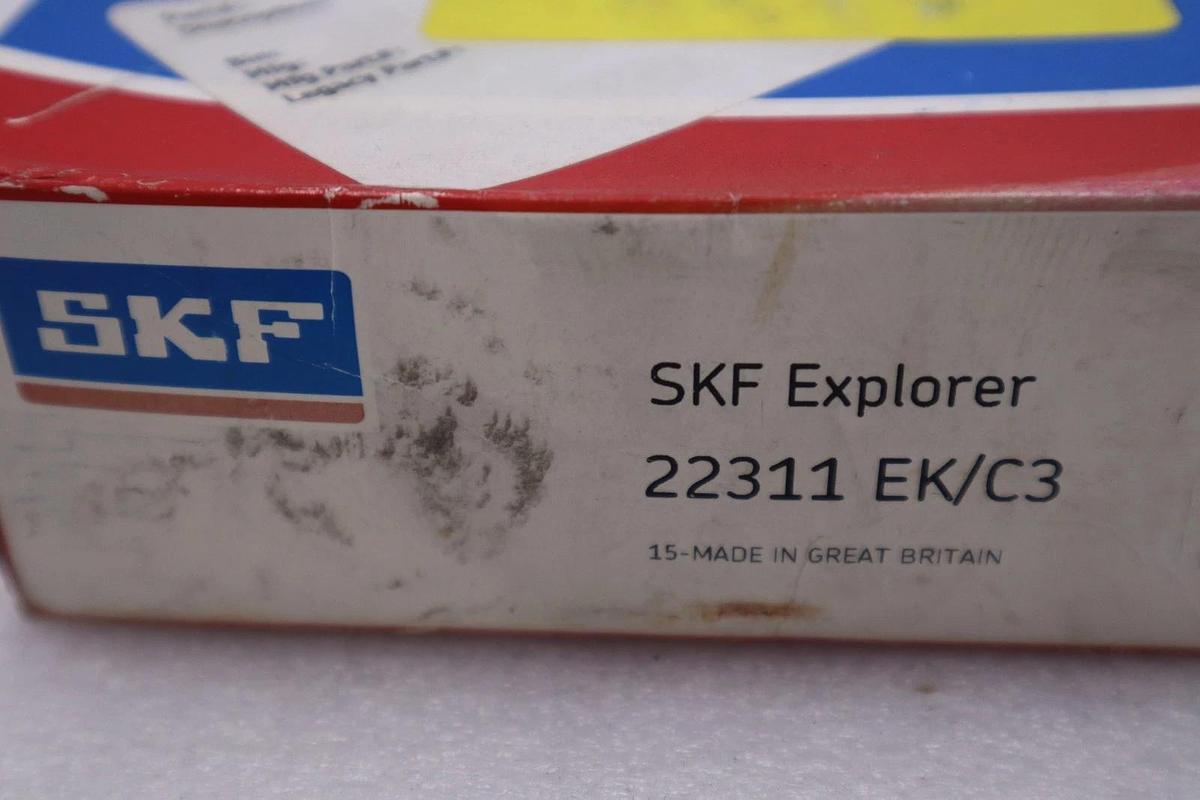 SKF
SKF Explorer
22311 EK/C3
15-MADE IN GREAT BRITAIN